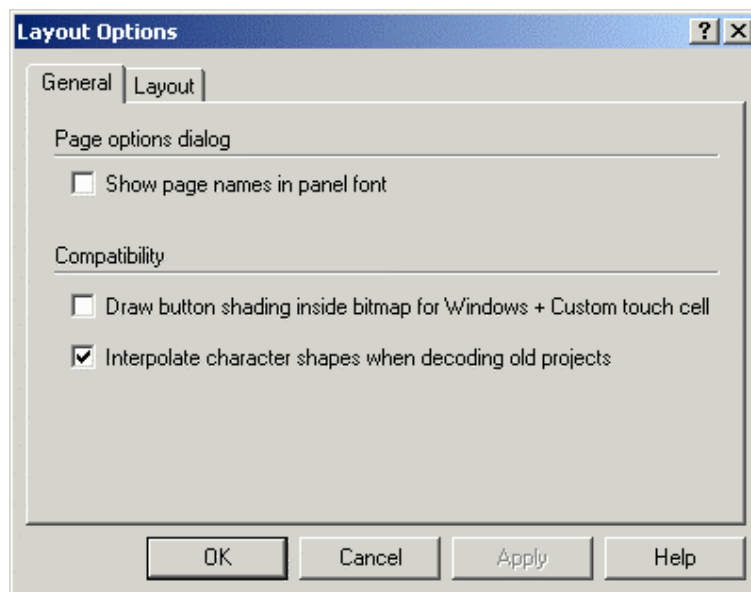 Layout Options
General
Layout
Page options dialog
Show page names in panel font
Compatibility
Draw button shading inside bitmap for Windows + Custom touch cell
Interpolate character shapes when decoding old projects
OK
Cancel
Apply
Help